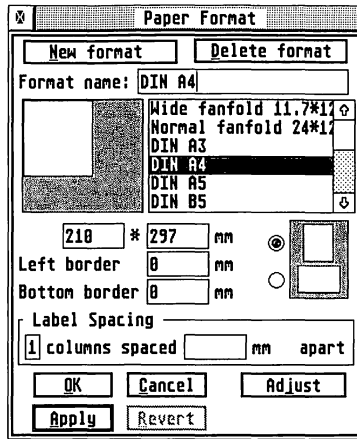 Paper Format
New format Delete format
Format name: DIN A4
Wide fanfold 11,7*12
Normal fanfold 24*12
DIN A3
DIN A4
DIN A5
DIN B5
210 * 297 mm
Left border 0 mm
Bottom border 0 mm
Label Spacing
1 columns spaced mm apart
OK Cancel Adjust
Apply Revert